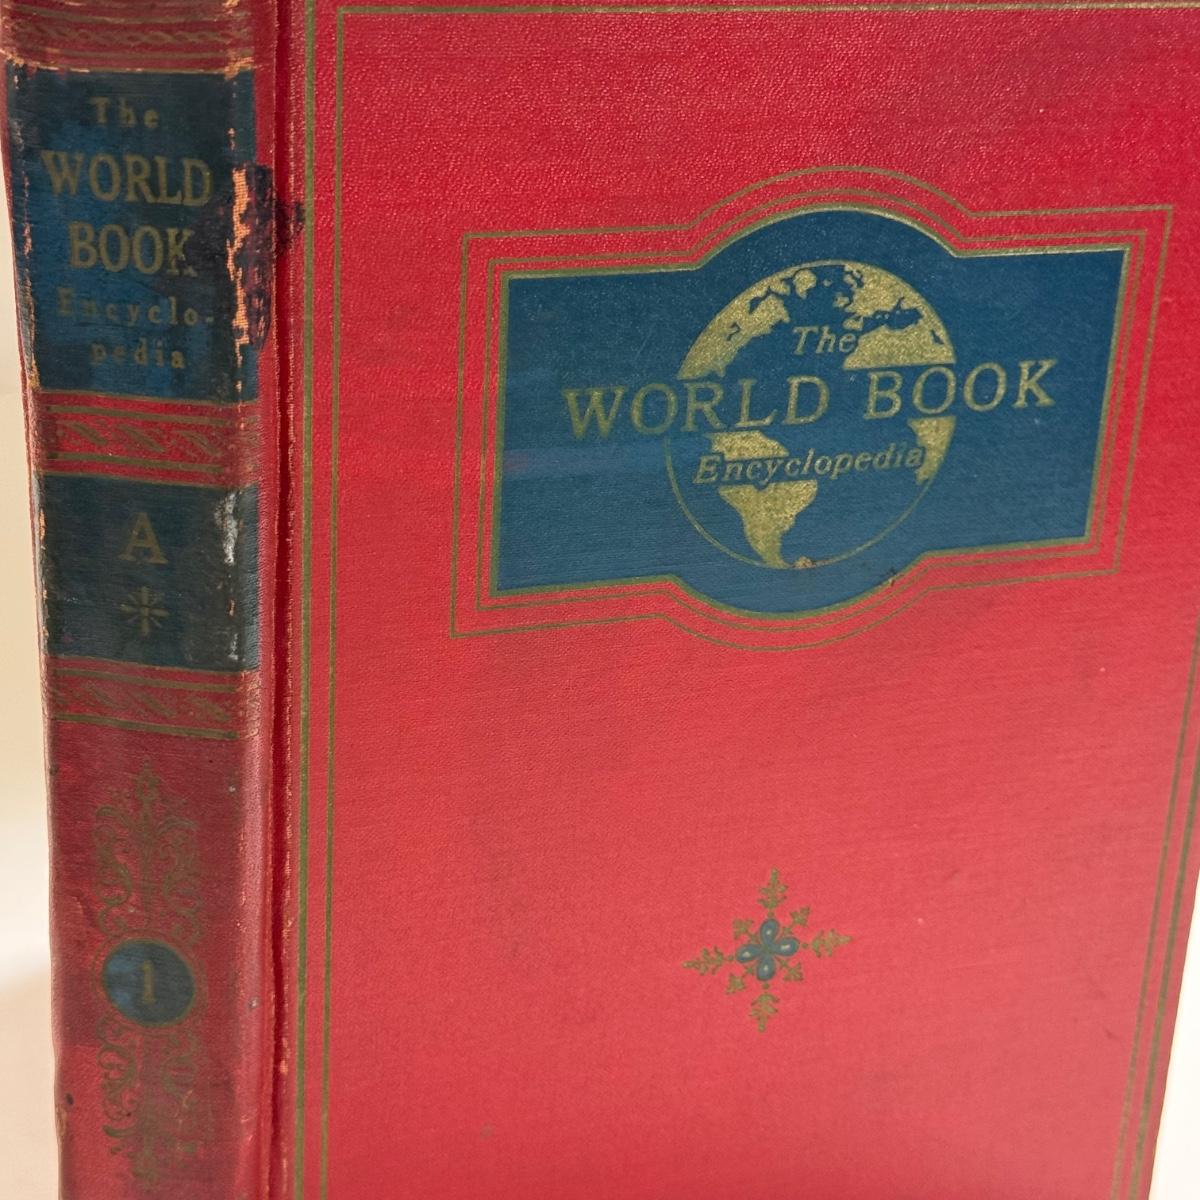 The
WORLD
BOOK
Encyclo-
pedia
A
1
The
WORLD BOOK
Encyclopedia